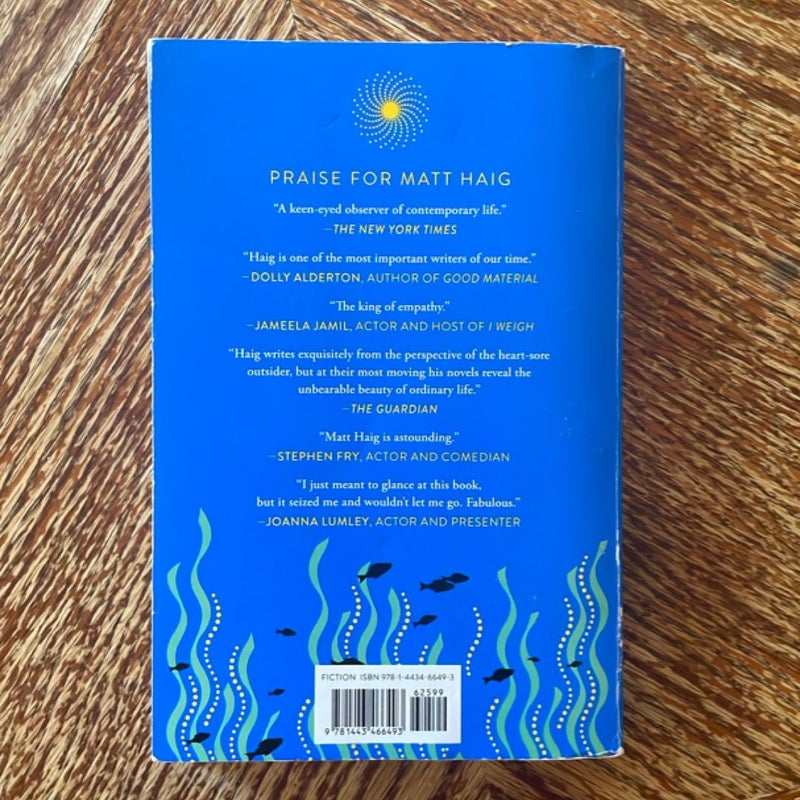 PRAISE FOR MATT HAIG
“A keen-eyed observer of contemporary life.”
—THE NEW YORK TIMES
“Haig is one of the most important writers of our time.”
—DOLLY ALDERTON, AUTHOR OF GOOD MATERIAL
“The king of empathy.”
—JAMEELA JAMIL, ACTOR AND HOST OF I WEIGH
“Haig writes exquisitely from the perspective of the heart-sore
outsider, but at their most moving his novels reveal the
unbearable beauty of ordinary life.”
—THE GUARDIAN
“Matt Haig is astounding.”
—STEPHEN FRY, ACTOR AND COMEDIAN
“I just meant to glance at this book,
but it seized me and wouldn’t let me go. Fabulous.”
—JOANNA LUMLEY, ACTOR AND PRESENTER
FICTION ISBN 978-1-4434-6649-3
62599
9 781443 466493